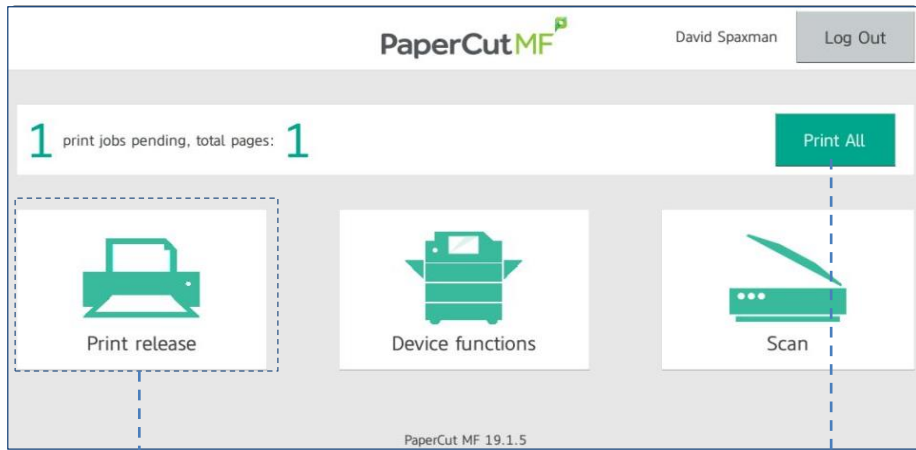 PaperCut MF
David Spaxman
Log Out
1 print jobs pending, total pages: 1
Print All
Print release
Device functions
Scan
PaperCut MF 19.1.5